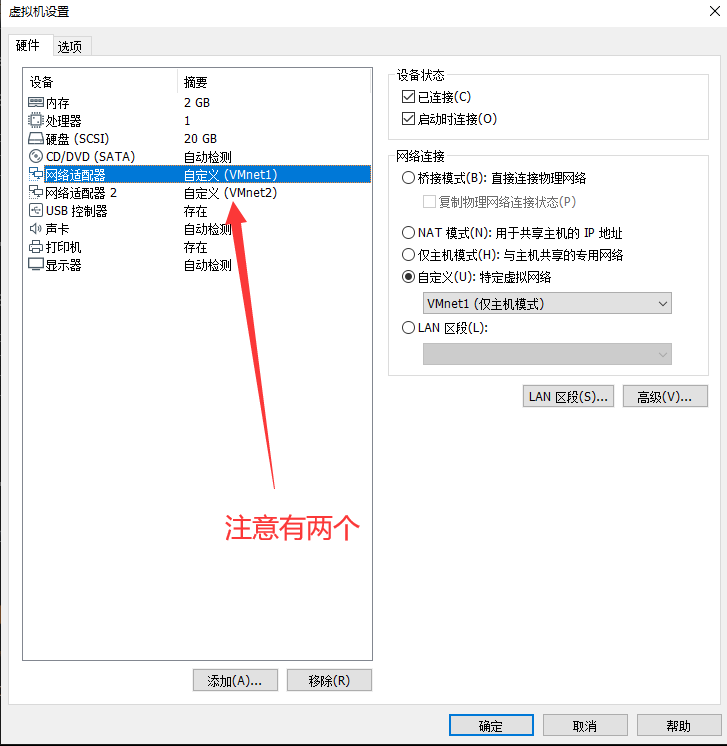 虚拟机设置
硬件 选项
设备 摘要
内存 2 GB
处理器 1
硬盘 (SCSI) 20 GB
CD/DVD (SATA) 自动检测
网络适配器 自定义 (VMnet1)
网络适配器 2 自定义 (VMnet2)
USB 控制器 存在
声卡 自动检测
打印机 存在
显示器 自动检测
注意有两个
添加(A)... 移除(R)
设备状态
已连接(C)
启动时连接(O)
网络连接
桥接模式(B): 直接连接物理网络
复制物理网络连接状态(P)
NAT 模式(N): 用于共享主机的 IP 地址
仅主机模式(H): 与主机共享的专用网络
自定义(U): 特定虚拟网络
VMnet1 (仅主机模式)
LAN 区段(L):
LAN 区段(S)... 高级(V)...
确定 取消 帮助